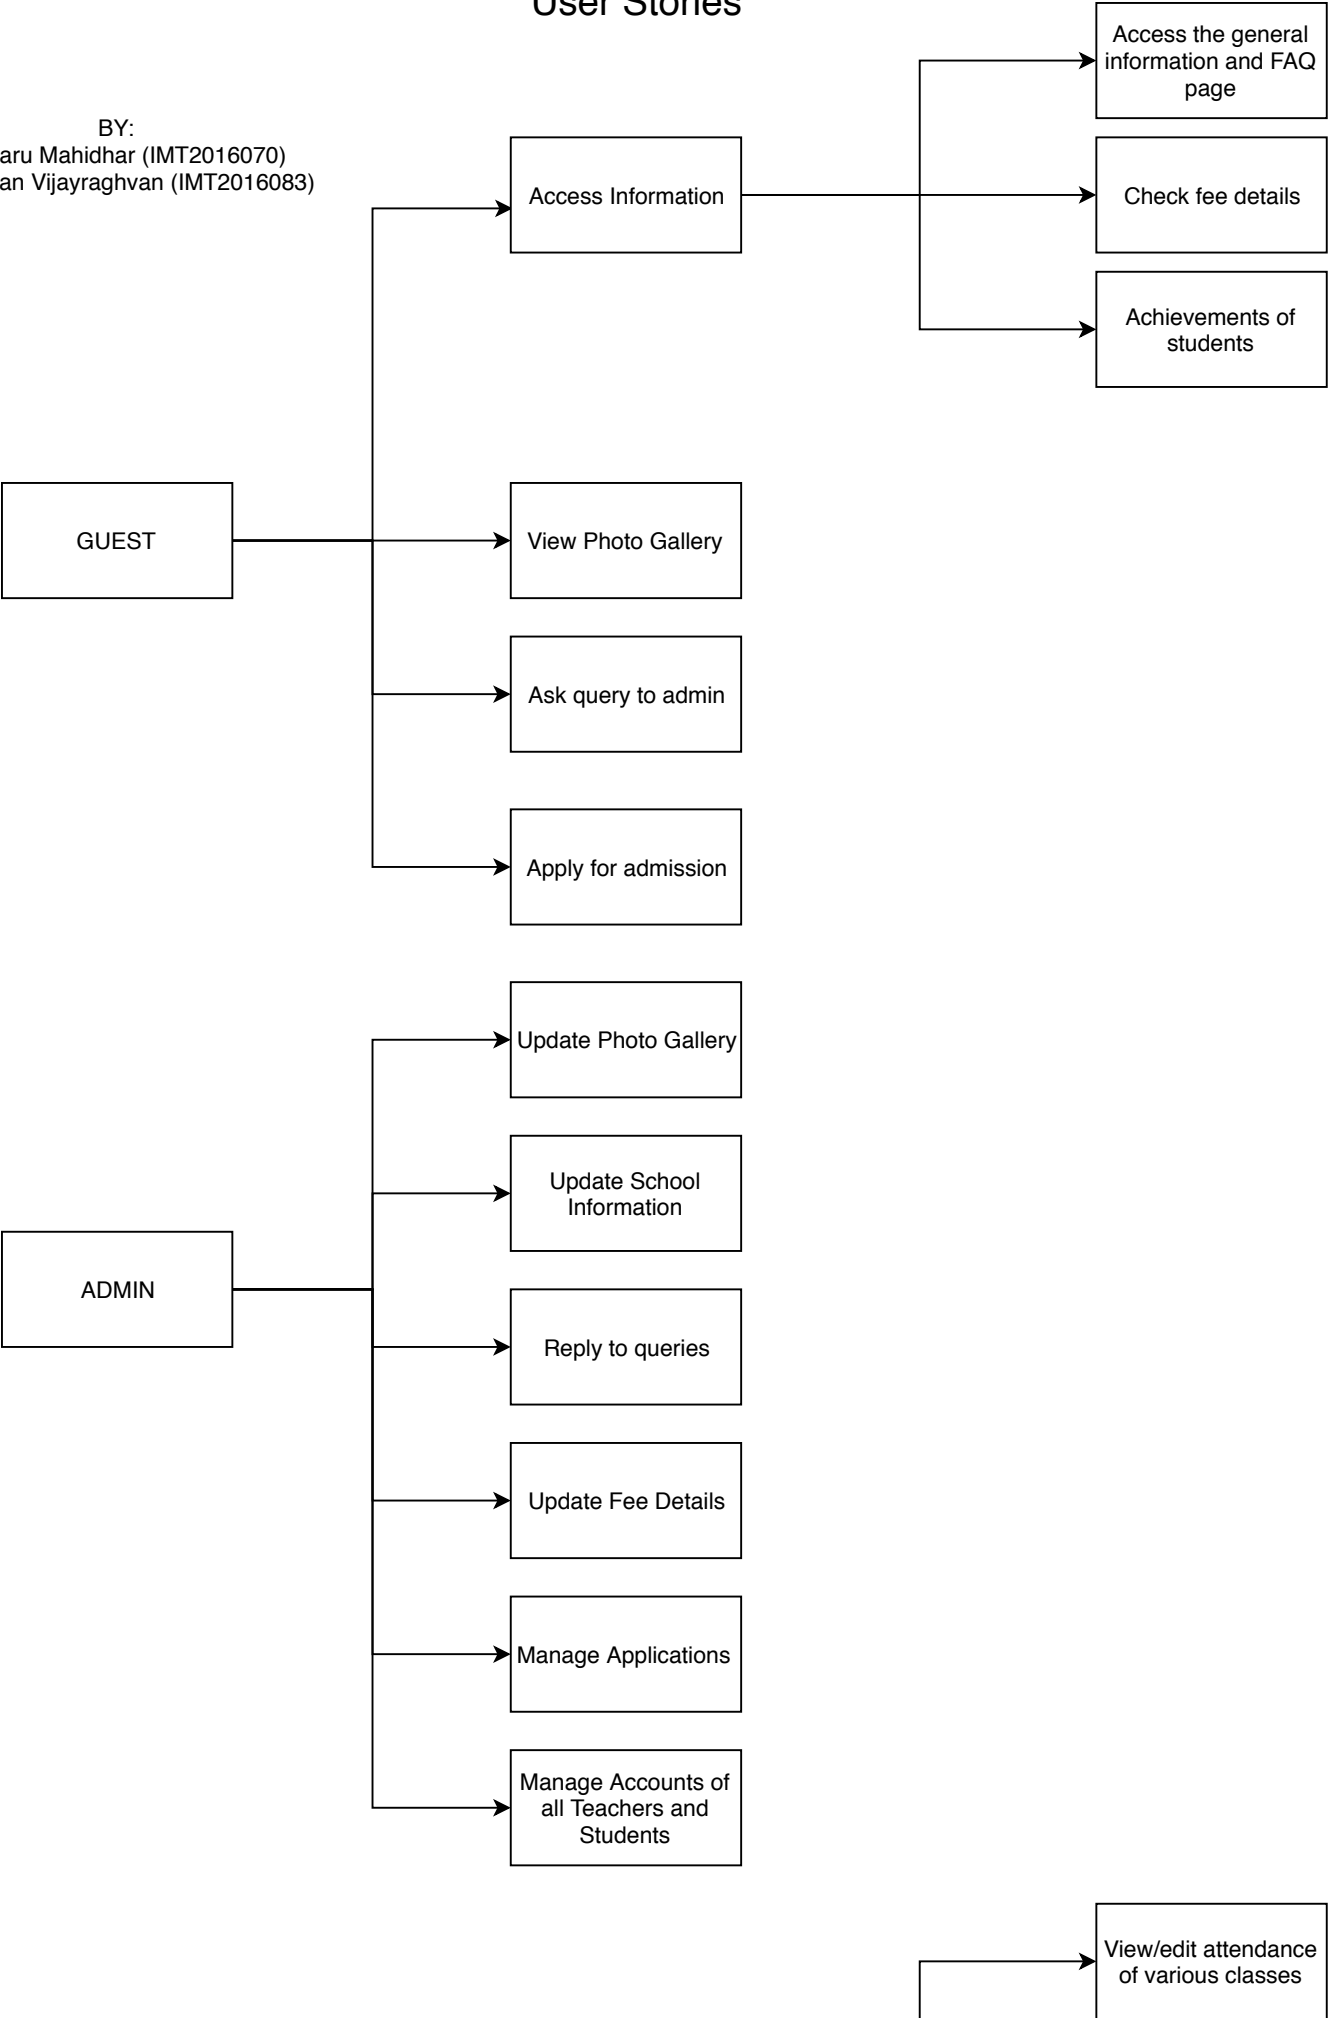 User Stories
Access the general
information and FAQ
page
BY:
aru Mahidhar (IMT2016070)
an Vijayraghvan (IMT2016083)
Access Information
Check fee details
Achievements of
students
GUEST
View Photo Gallery
Ask query to admin
Apply for admission
Update Photo Gallery
Update School
Information
ADMIN
Reply to queries
Update Fee Details
Manage Applications
Manage Accounts of
all Teachers and
Students
View/edit attendance
of various classes